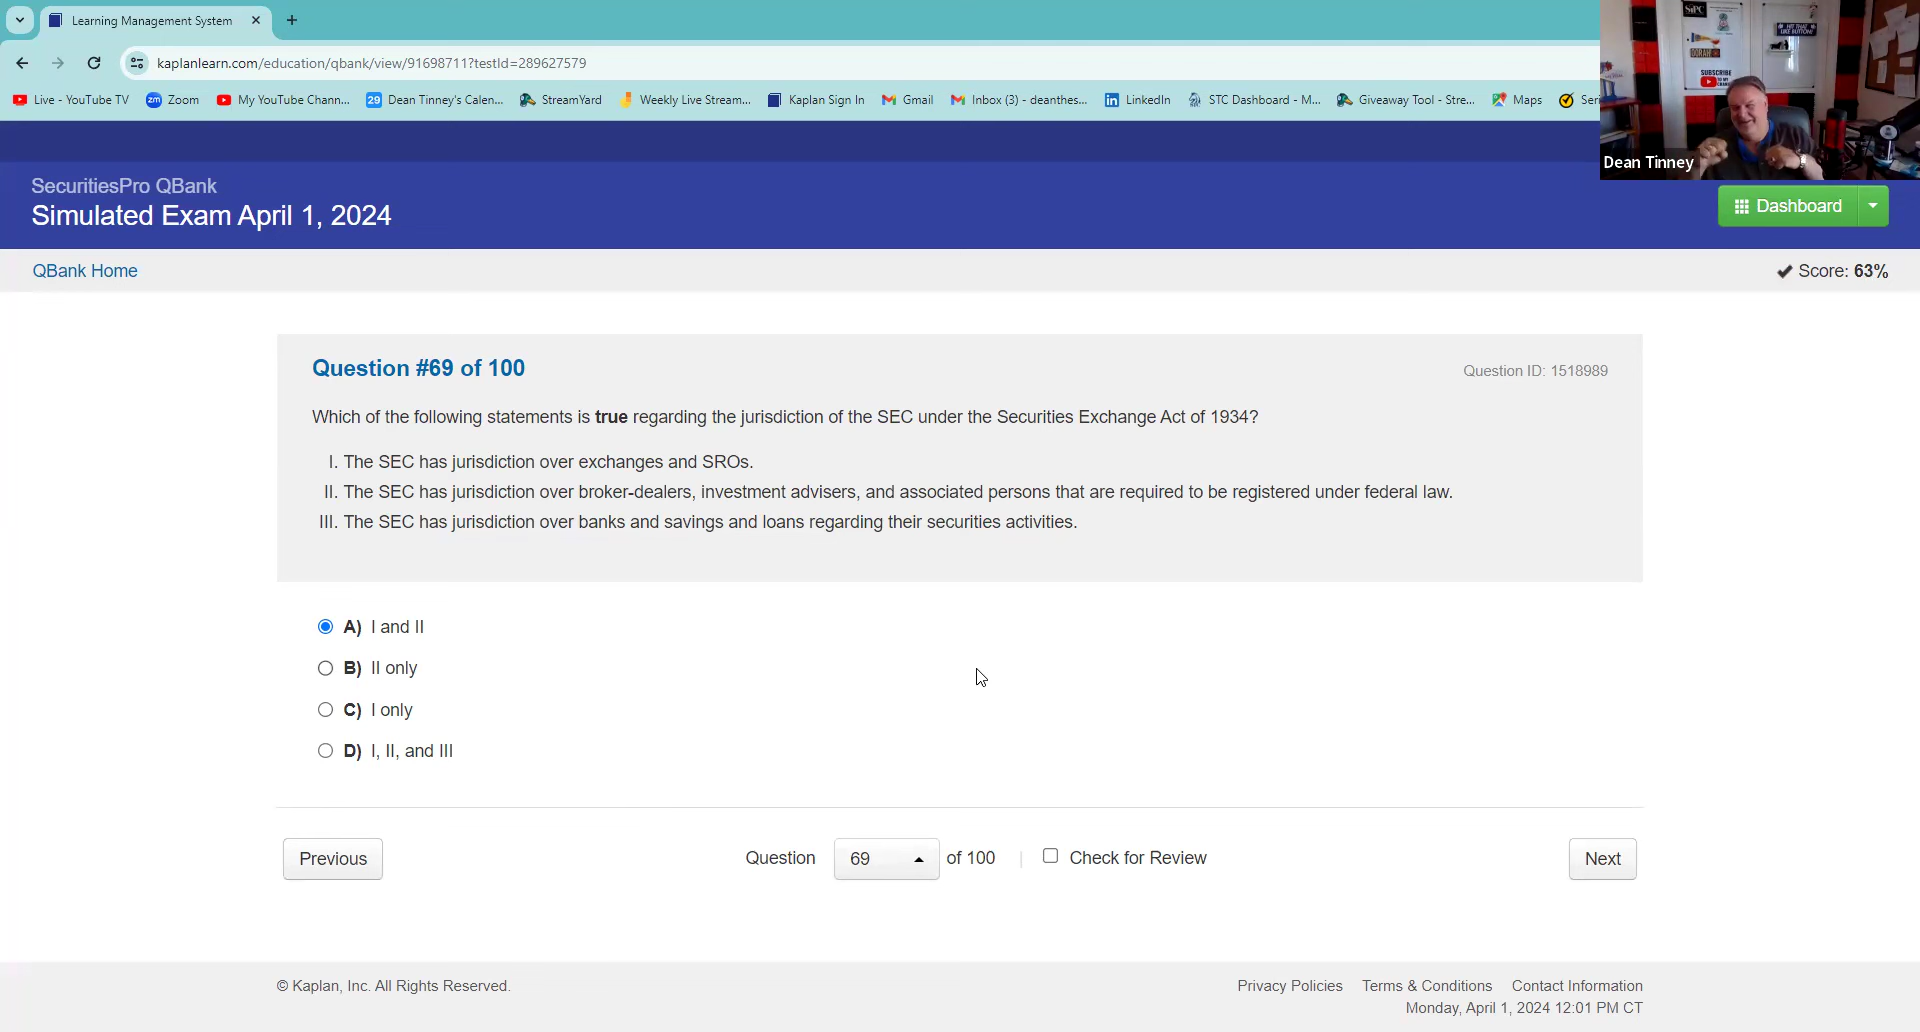 Learning Management System
kaplanlearn.com/education/qbank/view/91698711?testId=289627579
Live - YouTube TV
Zoom
My YouTube Chann...
Dean Tinney's Calen...
StreamYard
Weekly Live Stream...
Kaplan Sign In
Gmail
Inbox (3) - deanthes...
LinkedIn
STC Dashboard - M...
Giveaway Tool - Stre...
Maps
Seri
SIPC
HIT THAT
LIKE BUTTON!
SUBSCRIBE
Dean Tinney
SecuritiesPro QBank
Simulated Exam April 1, 2024
Dashboard
QBank Home
Score: 63%
Question #69 of 100
Question ID: 1518989
Which of the following statements is true regarding the jurisdiction of the SEC under the Securities Exchange Act of 1934?
I. The SEC has jurisdiction over exchanges and SROs.
II. The SEC has jurisdiction over broker-dealers, investment advisers, and associated persons that are required to be registered under federal law.
III. The SEC has jurisdiction over banks and savings and loans regarding their securities activities.
A) I and II
B) II only
C) I only
D) I, II, and III
Previous
Question 69 of 100 | Check for Review
Next
© Kaplan, Inc. All Rights Reserved.
Privacy Policies Terms & Conditions Contact Information
Monday, April 1, 2024 12:01 PM CT